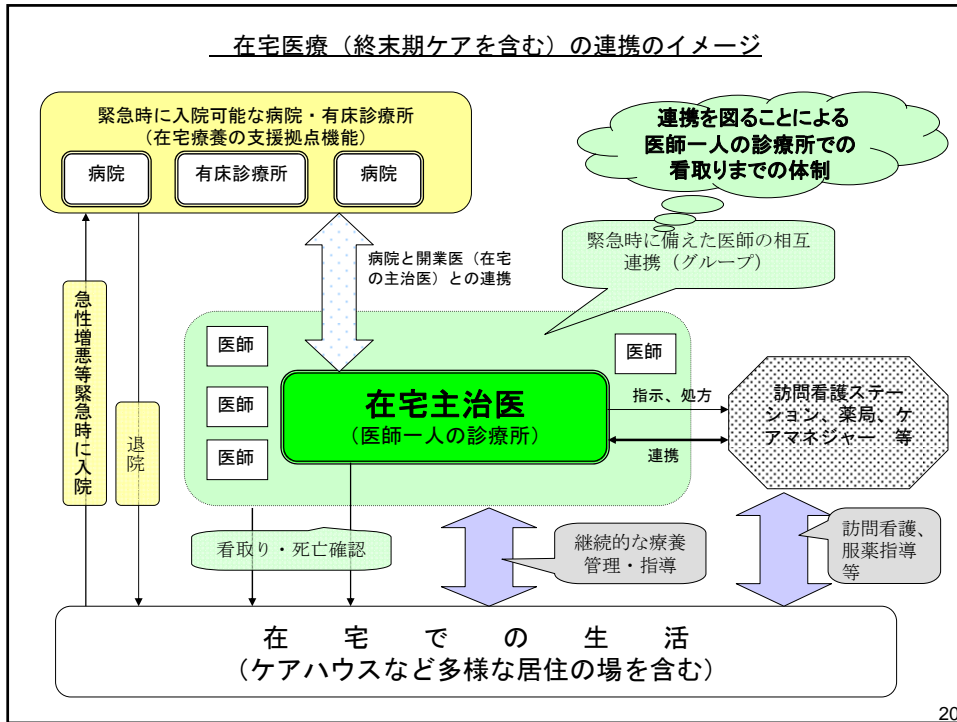 在宅医療（終末期ケアを含む）の連携のイメージ
緊急時に入院可能な病院・有床診療所
（在宅療養の支援拠点機能）
病院
有床診療所
病院
連携を図ることによる
医師一人の診療所での
看取りまでの体制
緊急時に備えた医師の相互
連携（グループ）
病院と開業医（在宅
の主治医）との連携
急性増悪等緊急時に入院
退院
医師
医師
医師
医師
在宅主治医
（医師一人の診療所）
指示、処方
連携
訪問看護ステー
ション、薬局、ケ
アマネジャー　等
看取り・死亡確認
継続的な療養
管理・指導
訪問看護、
服薬指導
等
在　宅　で　の　生　活
（ケアハウスなど多様な居住の場を含む）
20